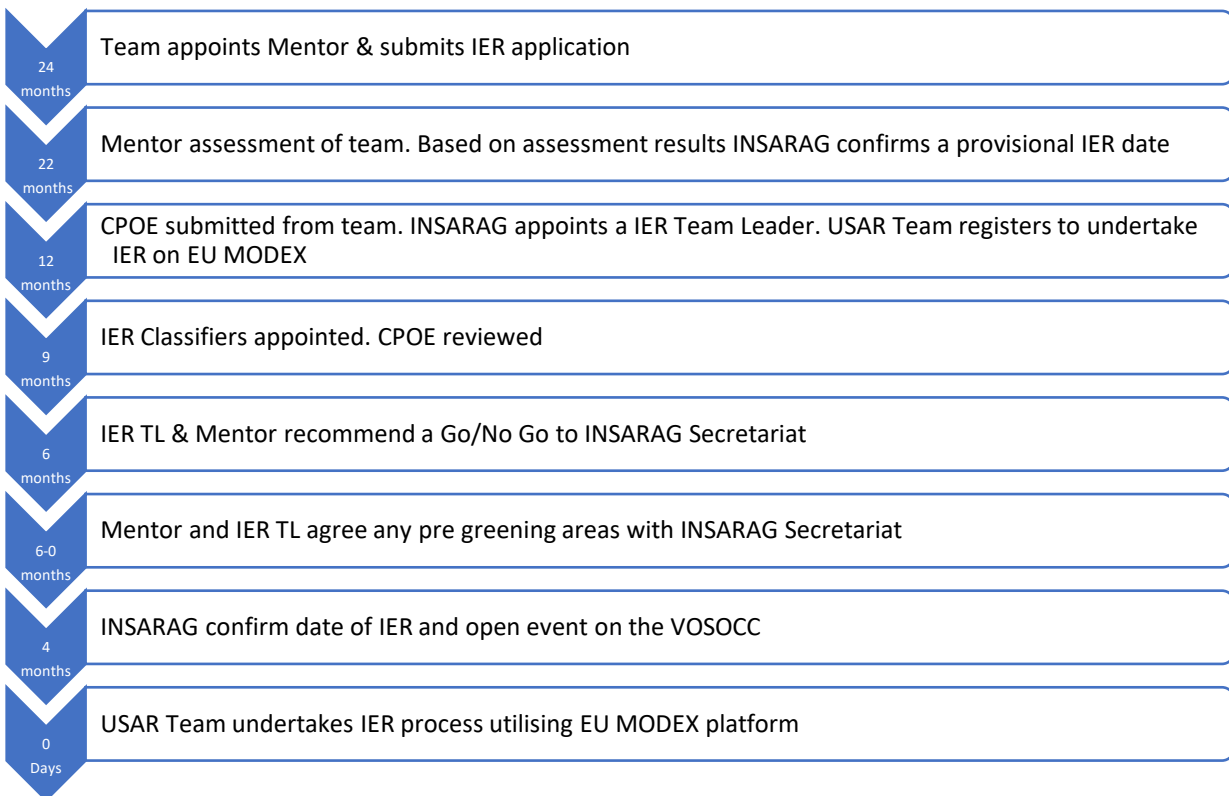 24
months
Team appoints Mentor & submits IER application
22
months
Mentor assessment of team. Based on assessment results INSARAG confirms a provisional IER date
12
months
CPOE submitted from team. INSARAG appoints a IER Team Leader. USAR Team registers to undertake
IER on EU MODEX
9
months
IER Classifiers appointed. CPOE reviewed
6
months
IER TL & Mentor recommend a Go/No Go to INSARAG Secretariat
6-0
months
Mentor and IER TL agree any pre greening areas with INSARAG Secretariat
4
months
INSARAG confirm date of IER and open event on the VOSOCC
0
Days
USAR Team undertakes IER process utilising EU MODEX platform